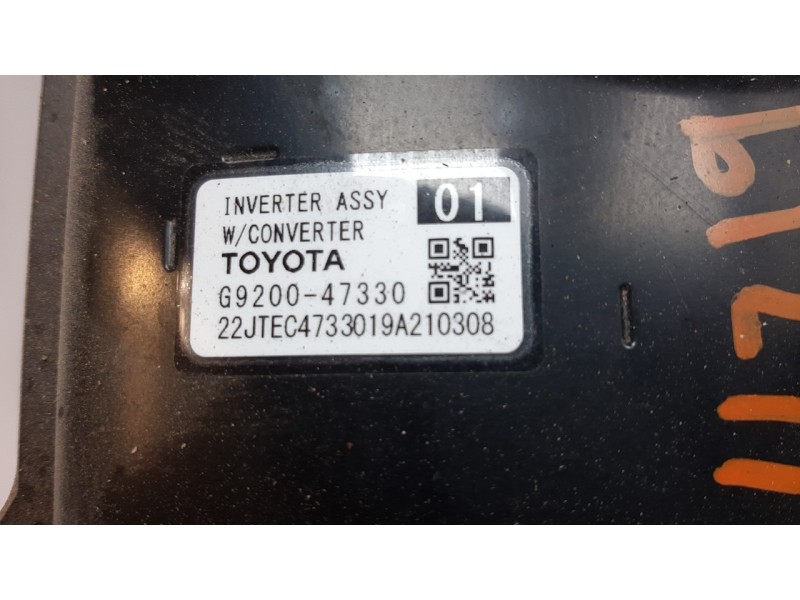 INVERTER ASSY 01
W/CONVERTER
TOYOTA
G9200-47330
22JTEC4733019A210308